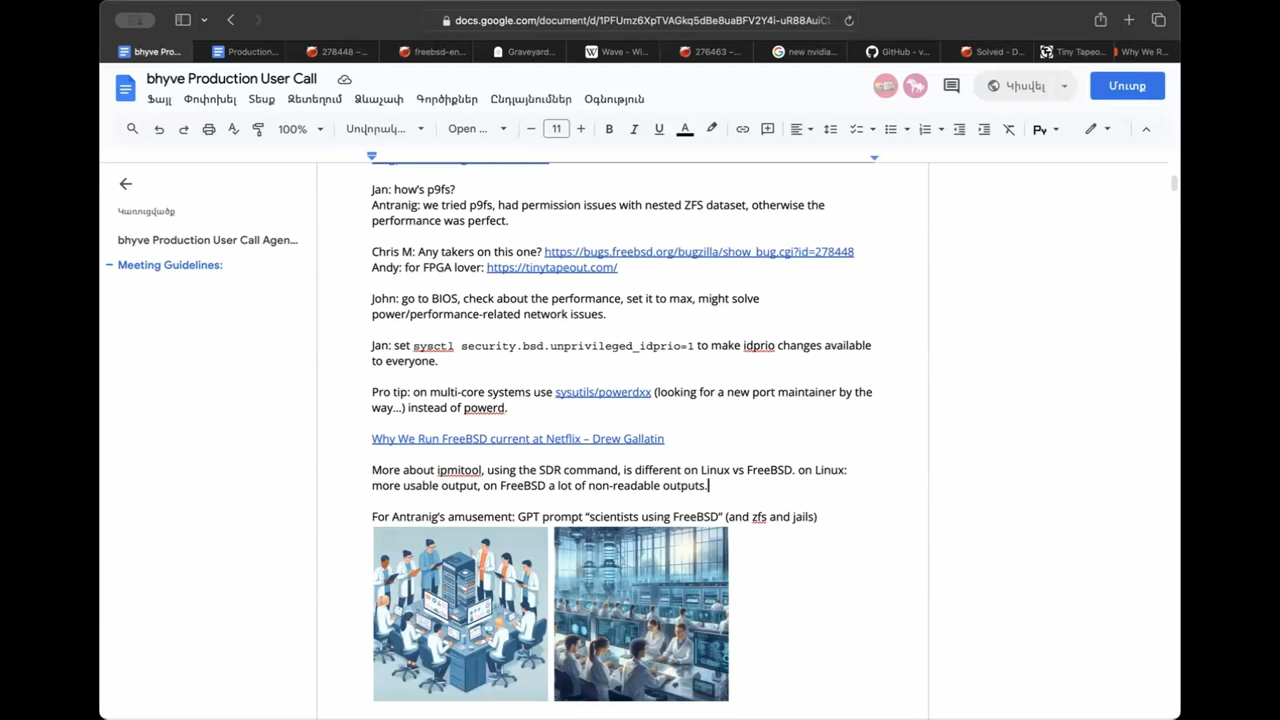 docs.google.com/document/d/1PFUmz6XpTVAGkq5dBe8uaBFV2Y4i-uR88Aui
bhyve Pro...
Production...
278448 –...
freebsd-en...
Graveyard...
Wave - Wi...
276463 –...
new nvidia...
GitHub - v...
Solved - D...
Tiny Tapeo...
Why We R...
bhyve Production User Call
Ֆայլ Փոփոխել Տեսք Զետեղում Ձևաչափ Գործիքներ Ընդլայնումներ Օգնություն
Կիսվել
Մուտք
100% Սովորակ... Open ... 11
Կառուցվածք
bhyve Production User Call Agen...
Meeting Guidelines:
Jan: how's p9fs?
Antranig: we tried p9fs, had permission issues with nested ZFS dataset, otherwise the
performance was perfect.
Chris M: Any takers on this one? https://bugs.freebsd.org/bugzilla/show_bug.cgi?id=278448
Andy: for FPGA lover: https://tinytapeout.com/
John: go to BIOS, check about the performance, set it to max, might solve
power/performance-related network issues.
Jan: set sysctl security.bsd.unprivileged_idprio=1 to make idprio changes available
to everyone.
Pro tip: on multi-core systems use sysutils/powerdxx (looking for a new port maintainer by the
way...) instead of powerd.
Why We Run FreeBSD current at Netflix – Drew Gallatin
More about ipmitool, using the SDR command, is different on Linux vs FreeBSD. on Linux:
more usable output, on FreeBSD a lot of non-readable outputs.
For Antranig's amusement: GPT prompt "scientists using FreeBSD" (and zfs and jails)